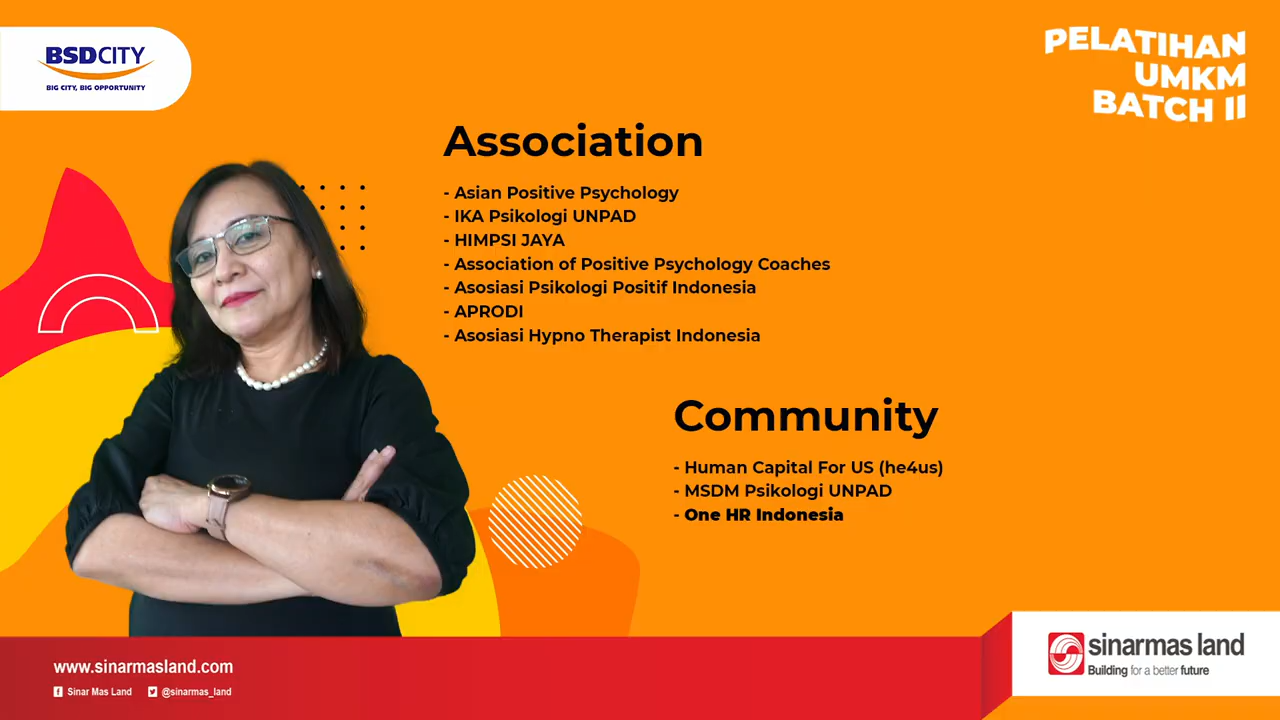 BSDCITY
BIG CITY, BIG OPPORTUNITY
PELATIHAN
UMKM
BATCH II
Association
- Asian Positive Psychology
- IKA Psikologi UNPAD
- HIMPSI JAYA
- Association of Positive Psychology Coaches
- Asosiasi Psikologi Positif Indonesia
- APRODI
- Asosiasi Hypno Therapist Indonesia
Community
- Human Capital For US (he4us)
- MSDM Psikologi UNPAD
- One HR Indonesia
www.sinarmasland.com
Sinar Mas Land @sinarmas_land
sinarmas land
Building for a better future